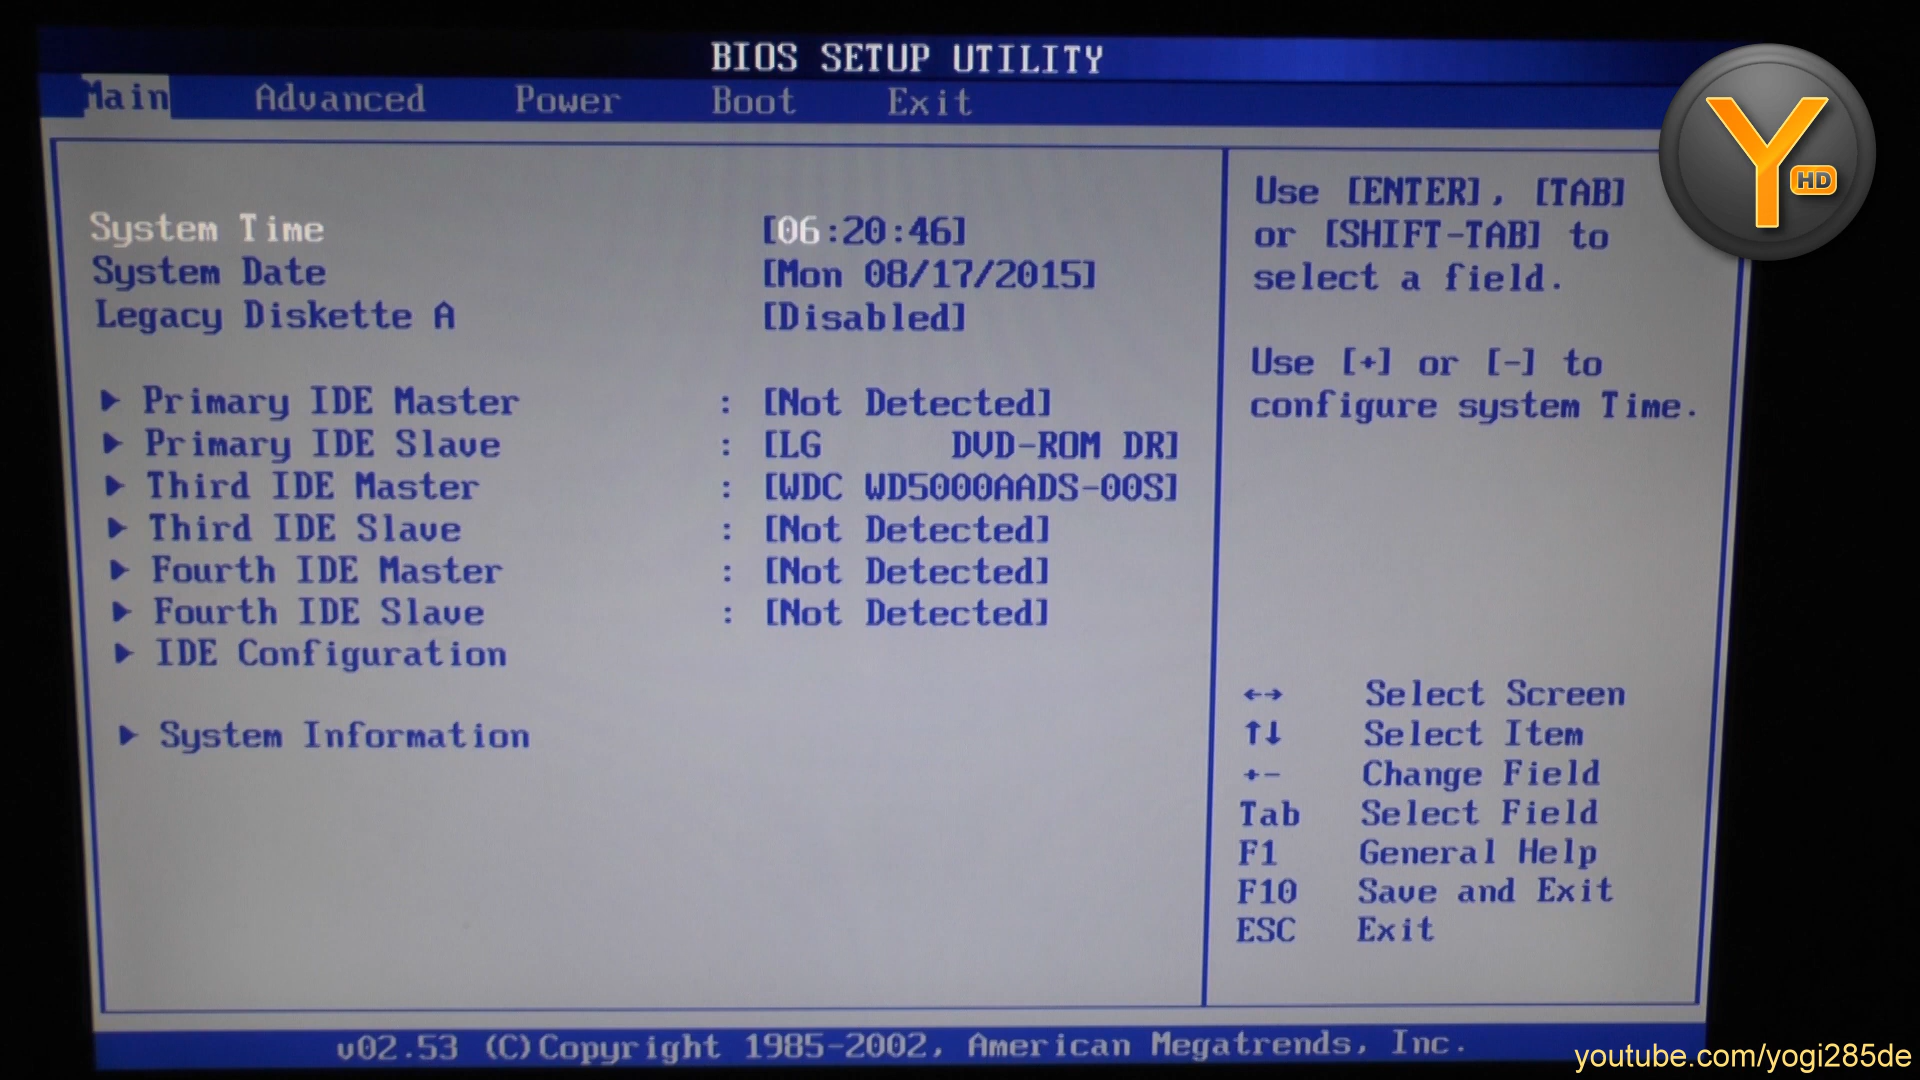 BIOS SETUP UTILITY
Main Advanced Power Boot Exit
System Time [06:20:46]
System Date [Mon 08/17/2015]
Legacy Diskette A [Disabled]
▶ Primary IDE Master : [Not Detected]
▶ Primary IDE Slave : [LG DVD-ROM DR]
▶ Third IDE Master : [WDC WD5000AADS-00S]
▶ Third IDE Slave : [Not Detected]
▶ Fourth IDE Master : [Not Detected]
▶ Fourth IDE Slave : [Not Detected]
▶ IDE Configuration
▶ System Information
Use [ENTER], [TAB]
or [SHIFT-TAB] to
select a field.
Use [+] or [-] to
configure system Time.
←→ Select Screen
↑↓ Select Item
+- Change Field
Tab Select Field
F1 General Help
F10 Save and Exit
ESC Exit
v02.53 (C)Copyright 1985-2002, American Megatrends, Inc.
Y HD
youtube.com/yogi285de